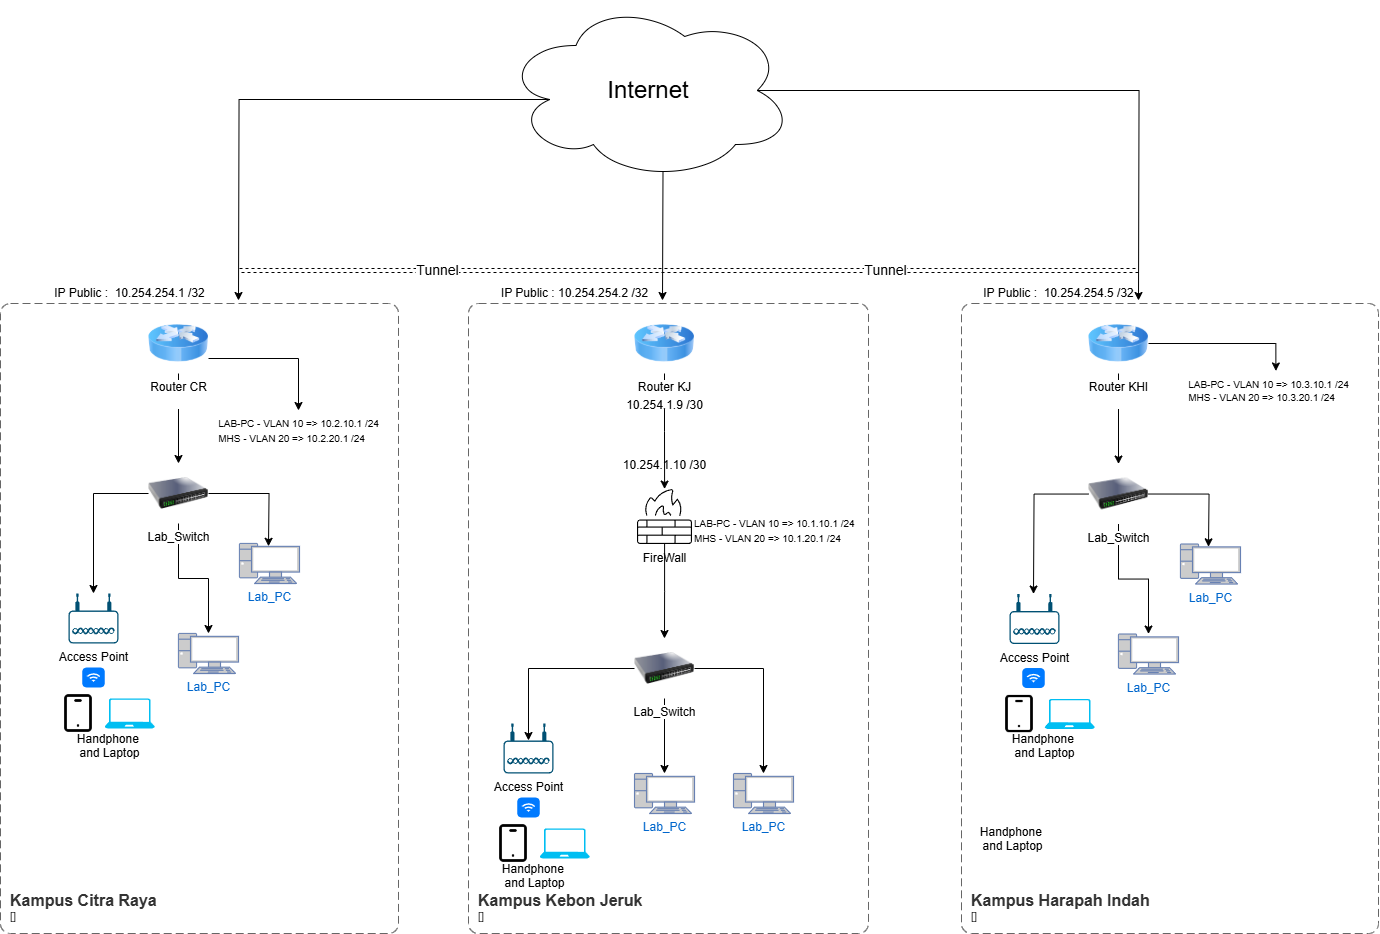 Internet
Tunnel
Tunnel
IP Public :  10.254.254.1 /32
Router CR
LAB-PC - VLAN 10 => 10.2.10.1 /24
MHS - VLAN 20 => 10.2.20.1 /24
Lab_Switch
Lab_PC
Lab_PC
Access Point
Handphone
and Laptop
Kampus Citra Raya
[]
IP Public : 10.254.254.2 /32
Router KJ
10.254.1.9 /30
10.254.1.10 /30
LAB-PC - VLAN 10 => 10.1.10.1 /24
MHS - VLAN 20 => 10.1.20.1 /24
FireWall
Lab_Switch
Access Point
Lab_PC
Lab_PC
Handphone
and Laptop
Kampus Kebon Jeruk
[]
IP Public :  10.254.254.5 /32
Router KHI
LAB-PC - VLAN 10 => 10.3.10.1 /24
MHS - VLAN 20 => 10.3.20.1 /24
Lab_Switch
Lab_PC
Lab_PC
Access Point
Handphone
and Laptop
Handphone
and Laptop
Kampus Harapah Indah
[]